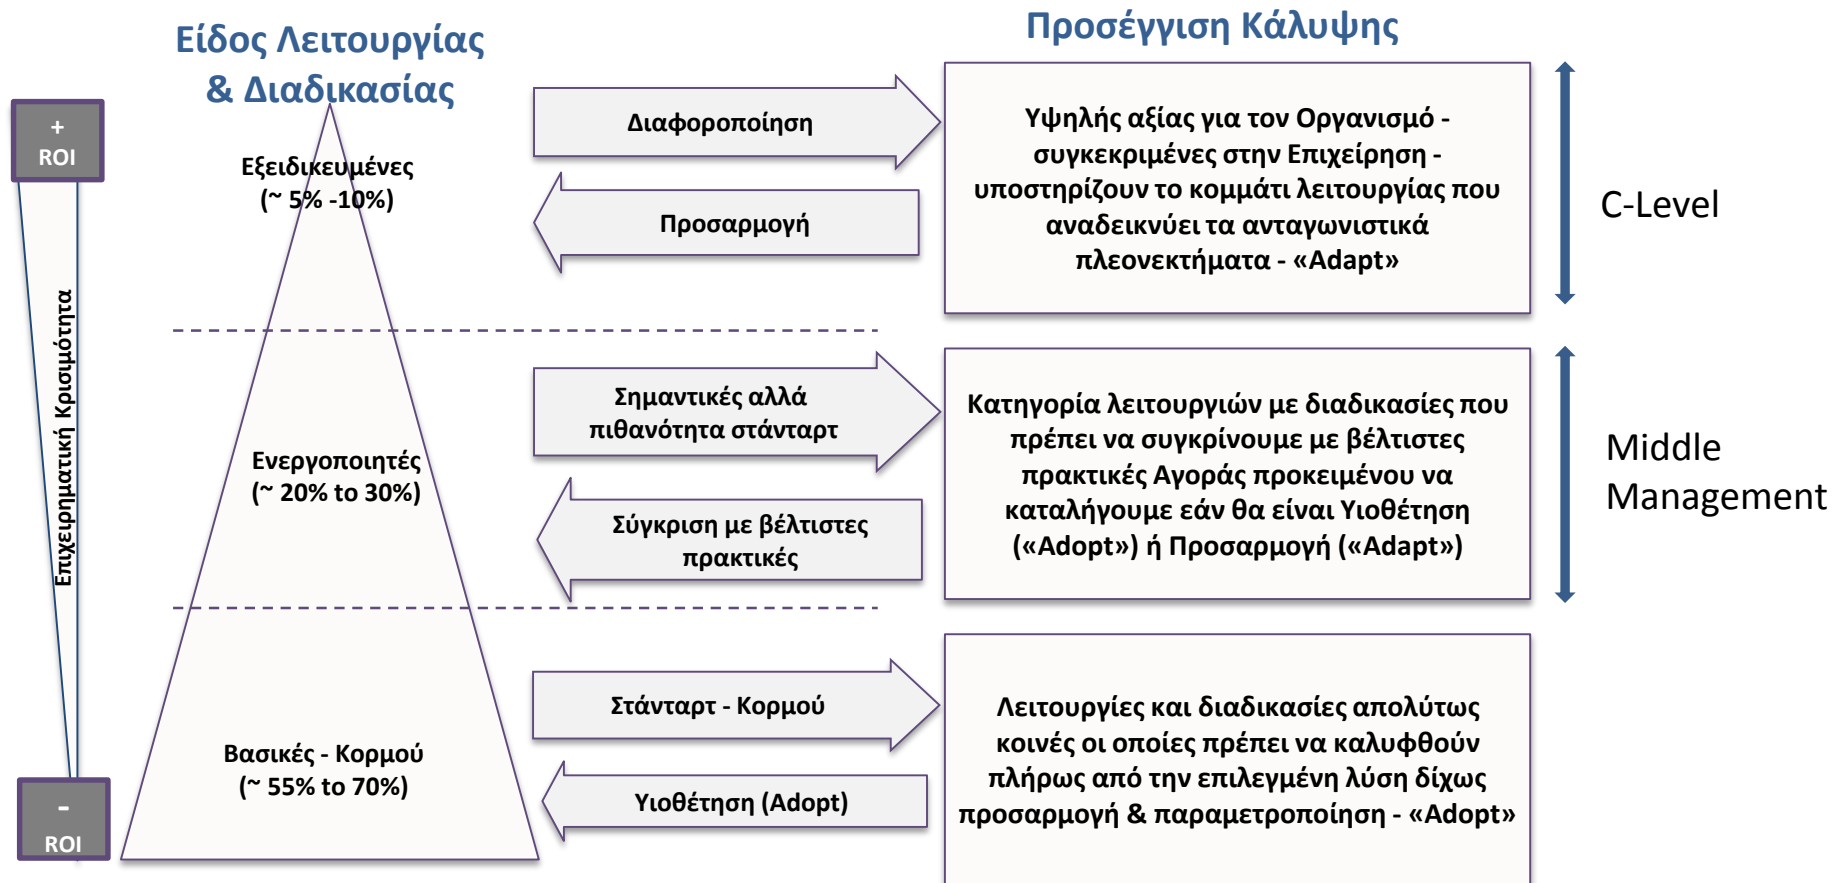 Είδος Λειτουργίας
& Διαδικασίας
Προσέγγιση Κάλυψης
+
ROI
Επιχειρηματική Κρισιμότητα
-
ROI
Εξειδικευμένες
(~ 5% -10%)
Διαφοροποίηση
Προσαρμογή
Υψηλής αξίας για τον Οργανισμό -
συγκεκριμένες στην Επιχείρηση -
υποστηρίζουν το κομμάτι λειτουργίας που
αναδεικνύει τα ανταγωνιστικά
πλεονεκτήματα - «Adapt»
C-Level
Ενεργοποιητές
(~ 20% to 30%)
Σημαντικές αλλά
πιθανότητα στάνταρτ
Σύγκριση με βέλτιστες
πρακτικές
Κατηγορία λειτουργιών με διαδικασίες που
πρέπει να συγκρίνουμε με βέλτιστες
πρακτικές Αγοράς προκειμένου να
καταλήγουμε εάν θα είναι Υιοθέτηση
(«Adopt») ή Προσαρμογή («Adapt»)
Middle
Management
Βασικές - Κορμού
(~ 55% to 70%)
Στάνταρτ - Κορμού
Υιοθέτηση (Adopt)
Λειτουργίες και διαδικασίες απολύτως
κοινές οι οποίες πρέπει να καλυφθούν
πλήρως από την επιλεγμένη λύση δίχως
προσαρμογή & παραμετροποίηση - «Adopt»